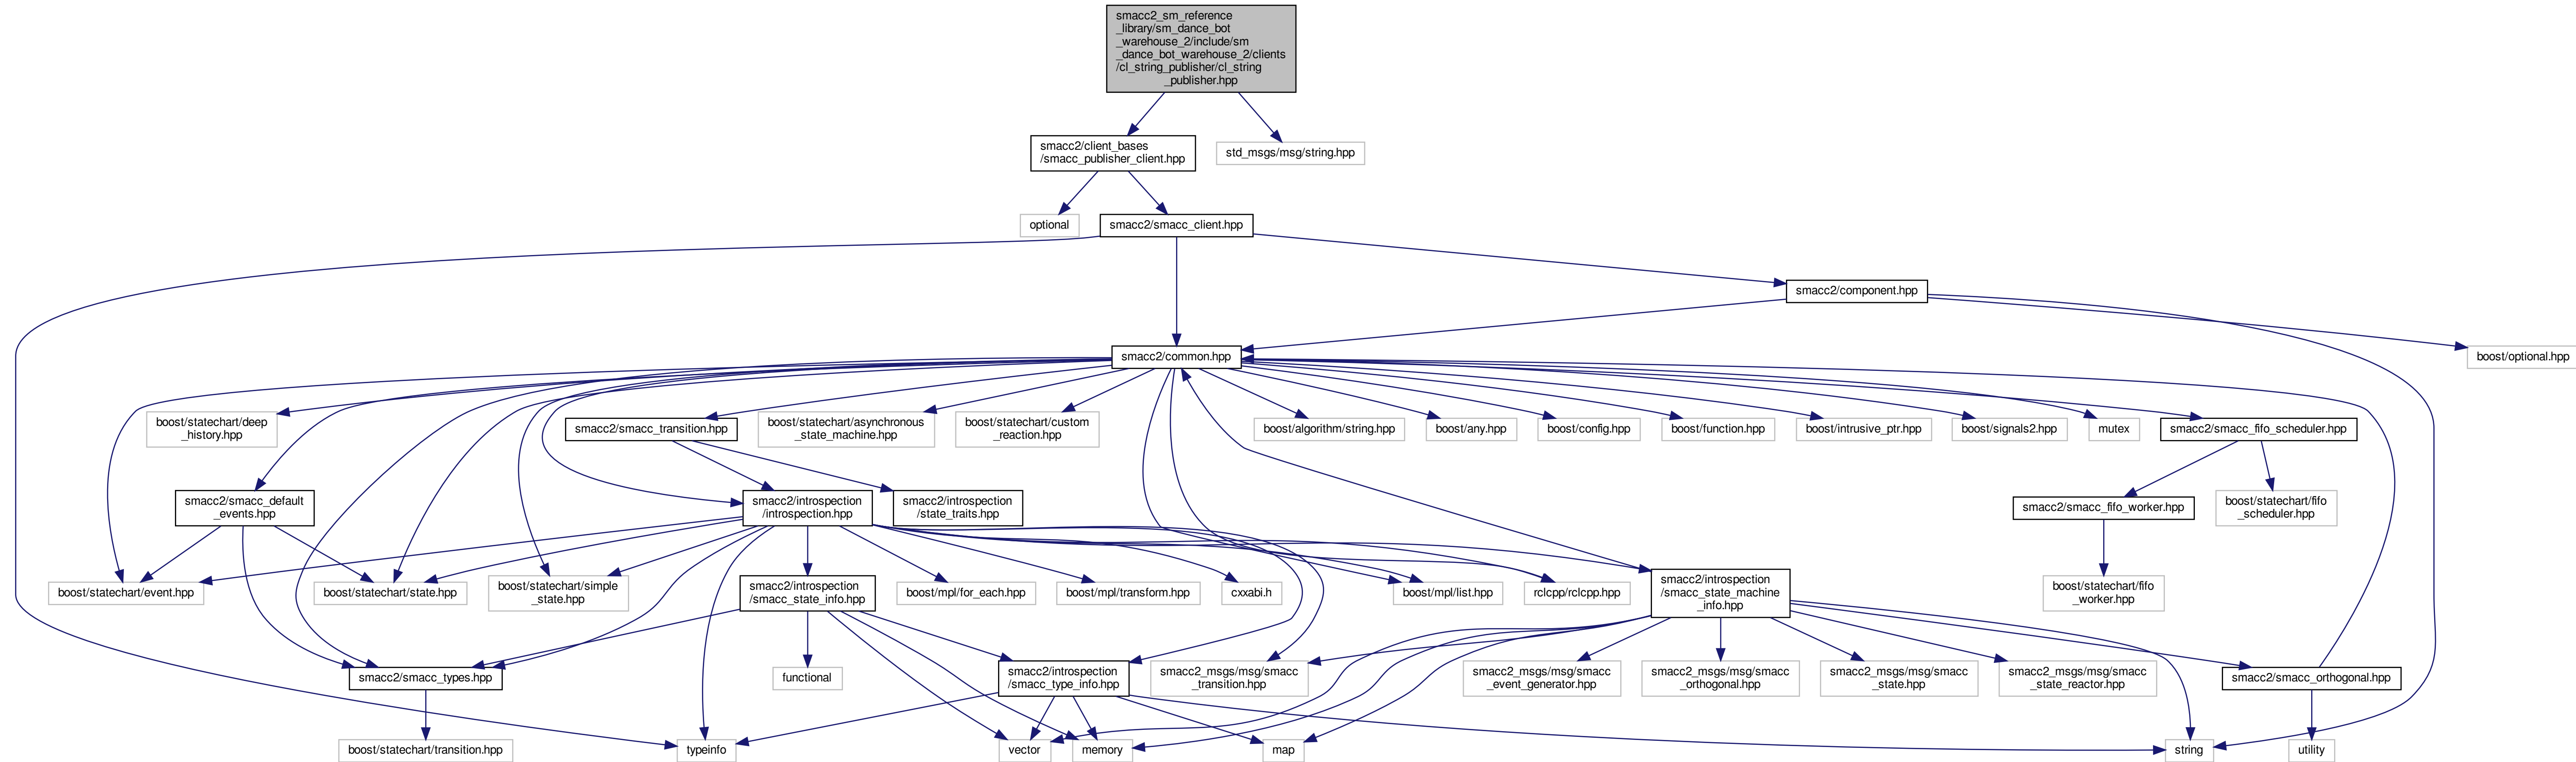 smacc2_sm_reference
_library/sm_dance_bot
_warehouse_2/include/sm
_dance_bot_warehouse_2/clients
/cl_string_publisher/cl_string
_publisher.hpp
smacc2/client_bases
/smacc_publisher_client.hpp
std_msgs/msg/string.hpp
optional
smacc2/smacc_client.hpp
smacc2/component.hpp
smacc2/common.hpp
boost/optional.hpp
boost/statechart/deep
_history.hpp
smacc2/smacc_transition.hpp
boost/statechart/asynchronous
_state_machine.hpp
boost/statechart/custom
_reaction.hpp
boost/algorithm/string.hpp
boost/any.hpp
boost/config.hpp
boost/function.hpp
boost/intrusive_ptr.hpp
boost/signals2.hpp
mutex
smacc2/smacc_fifo_scheduler.hpp
smacc2/smacc_default
_events.hpp
smacc2/introspection
/introspection.hpp
smacc2/introspection
/state_traits.hpp
smacc2/smacc_fifo_worker.hpp
boost/statechart/fifo
_scheduler.hpp
boost/statechart/event.hpp
boost/statechart/state.hpp
boost/statechart/simple
_state.hpp
smacc2/introspection
/smacc_state_info.hpp
boost/mpl/for_each.hpp
boost/mpl/transform.hpp
cxxabi.h
boost/mpl/list.hpp
rclcpp/rclcpp.hpp
smacc2/introspection
/smacc_state_machine
_info.hpp
boost/statechart/fifo
_worker.hpp
smacc2/smacc_types.hpp
functional
smacc2/introspection
/smacc_type_info.hpp
smacc2_msgs/msg/smacc
_transition.hpp
smacc2_msgs/msg/smacc
_event_generator.hpp
smacc2_msgs/msg/smacc
_orthogonal.hpp
smacc2_msgs/msg/smacc
_state.hpp
smacc2_msgs/msg/smacc
_state_reactor.hpp
smacc2/smacc_orthogonal.hpp
boost/statechart/transition.hpp
typeinfo
vector
memory
map
string
utility